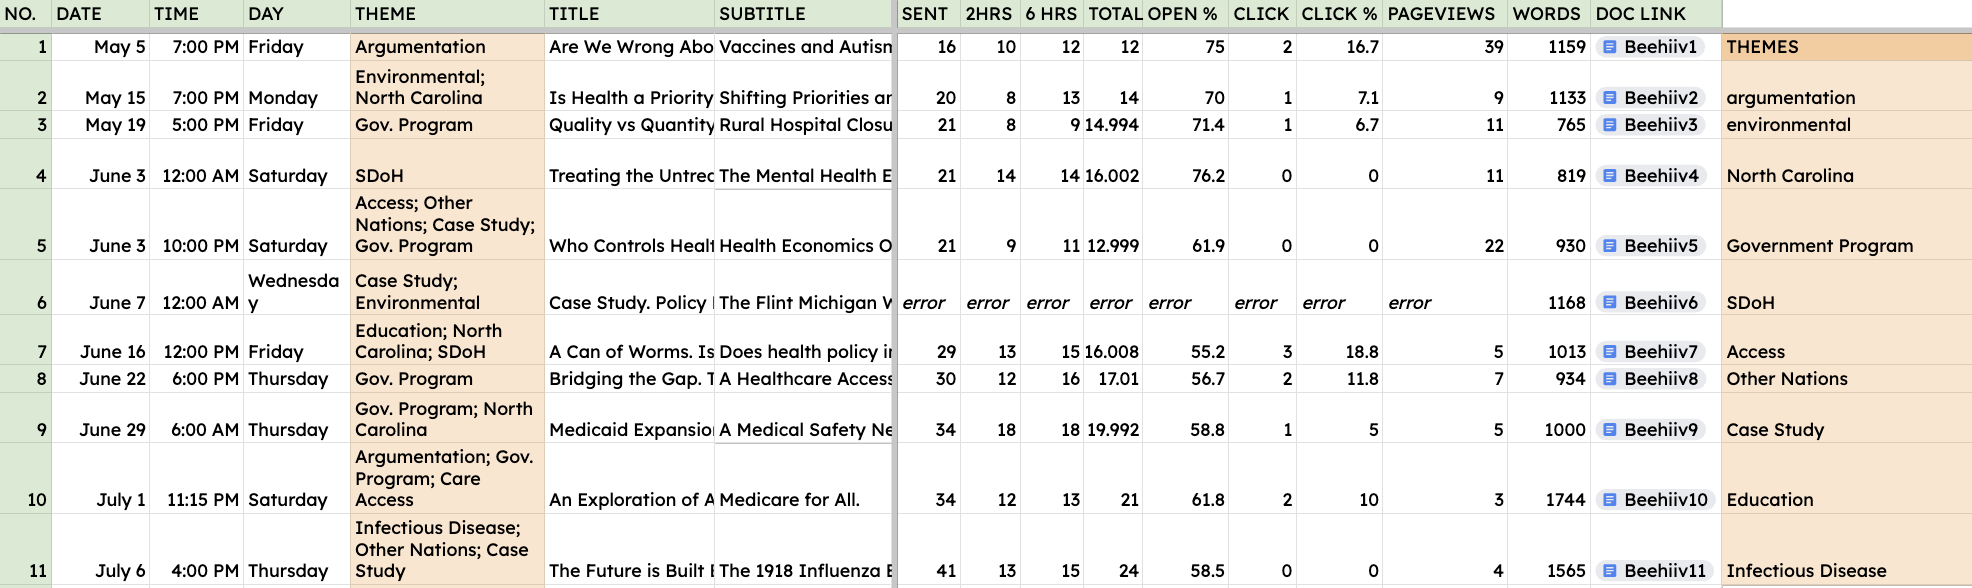 NO. DATE TIME DAY THEME TITLE SUBTITLE SENT 2HRS 6 HRS TOTAL OPEN % CLICK CLICK % PAGEVIEWS WORDS DOC LINK
1 May 5 7:00 PM Friday Argumentation Are We Wrong Abo Vaccines and Autism 16 10 12 12 75 2 16.7 39 1159 Beehiiv1 THEMES
Environmental;
2 May 15 7:00 PM Monday North Carolina Is Health a Priority Shifting Priorities ar 20 8 13 14 70 1 7.1 9 1133 Beehiiv2 argumentation
3 May 19 5:00 PM Friday Gov. Program Quality vs Quantity Rural Hospital Closu 21 8 9 14.994 71.4 1 6.7 11 765 Beehiiv3 environmental
4 June 3 12:00 AM Saturday SDoH Treating the Untrec The Mental Health E 21 14 14 16.002 76.2 0 0 11 819 Beehiiv4 North Carolina
Access; Other
Nations; Case Study;
5 June 3 10:00 PM Saturday Gov. Program Who Controls Healt Health Economics O 21 9 11 12.999 61.9 0 0 22 930 Beehiiv5 Government Program
Wednesda Case Study;
6 June 7 12:00 AM y Environmental Case Study. Policy The Flint Michigan W error error error error error error error error 1168 Beehiiv6 SDoH
Education; North
7 June 16 12:00 PM Friday Carolina; SDoH A Can of Worms. Is Does health policy in 29 13 15 16.008 55.2 3 18.8 5 1013 Beehiiv7 Access
8 June 22 6:00 PM Thursday Gov. Program Bridging the Gap. T A Healthcare Access 30 12 16 17.01 56.7 2 11.8 7 934 Beehiiv8 Other Nations
Gov. Program; North
9 June 29 6:00 AM Thursday Carolina Medicaid Expansion A Medical Safety Ne 34 18 18 19.992 58.8 1 5 5 1000 Beehiiv9 Case Study
Argumentation; Gov.
Program; Care
10 July 1 11:15 PM Saturday Access An Exploration of A Medicare for All. 34 12 13 21 61.8 2 10 3 1744 Beehiiv10 Education
Infectious Disease;
Other Nations; Case
11 July 6 4:00 PM Thursday Study The Future is Built The 1918 Influenza E 41 13 15 24 58.5 0 0 4 1565 Beehiiv11 Infectious Disease